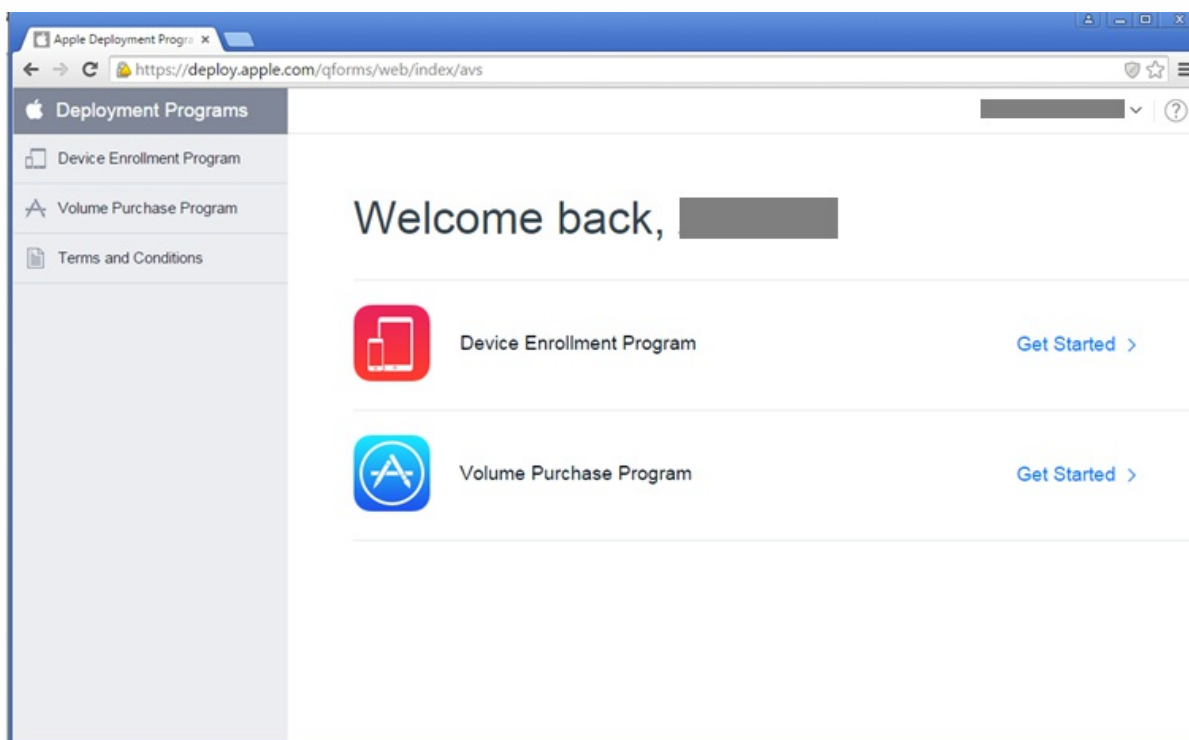 Apple Deployment Progra
https://deploy.apple.com/qforms/web/index/avs
Deployment Programs
Device Enrollment Program
Volume Purchase Program
Terms and Conditions
Welcome back,
Device Enrollment Program Get Started >
Volume Purchase Program Get Started >